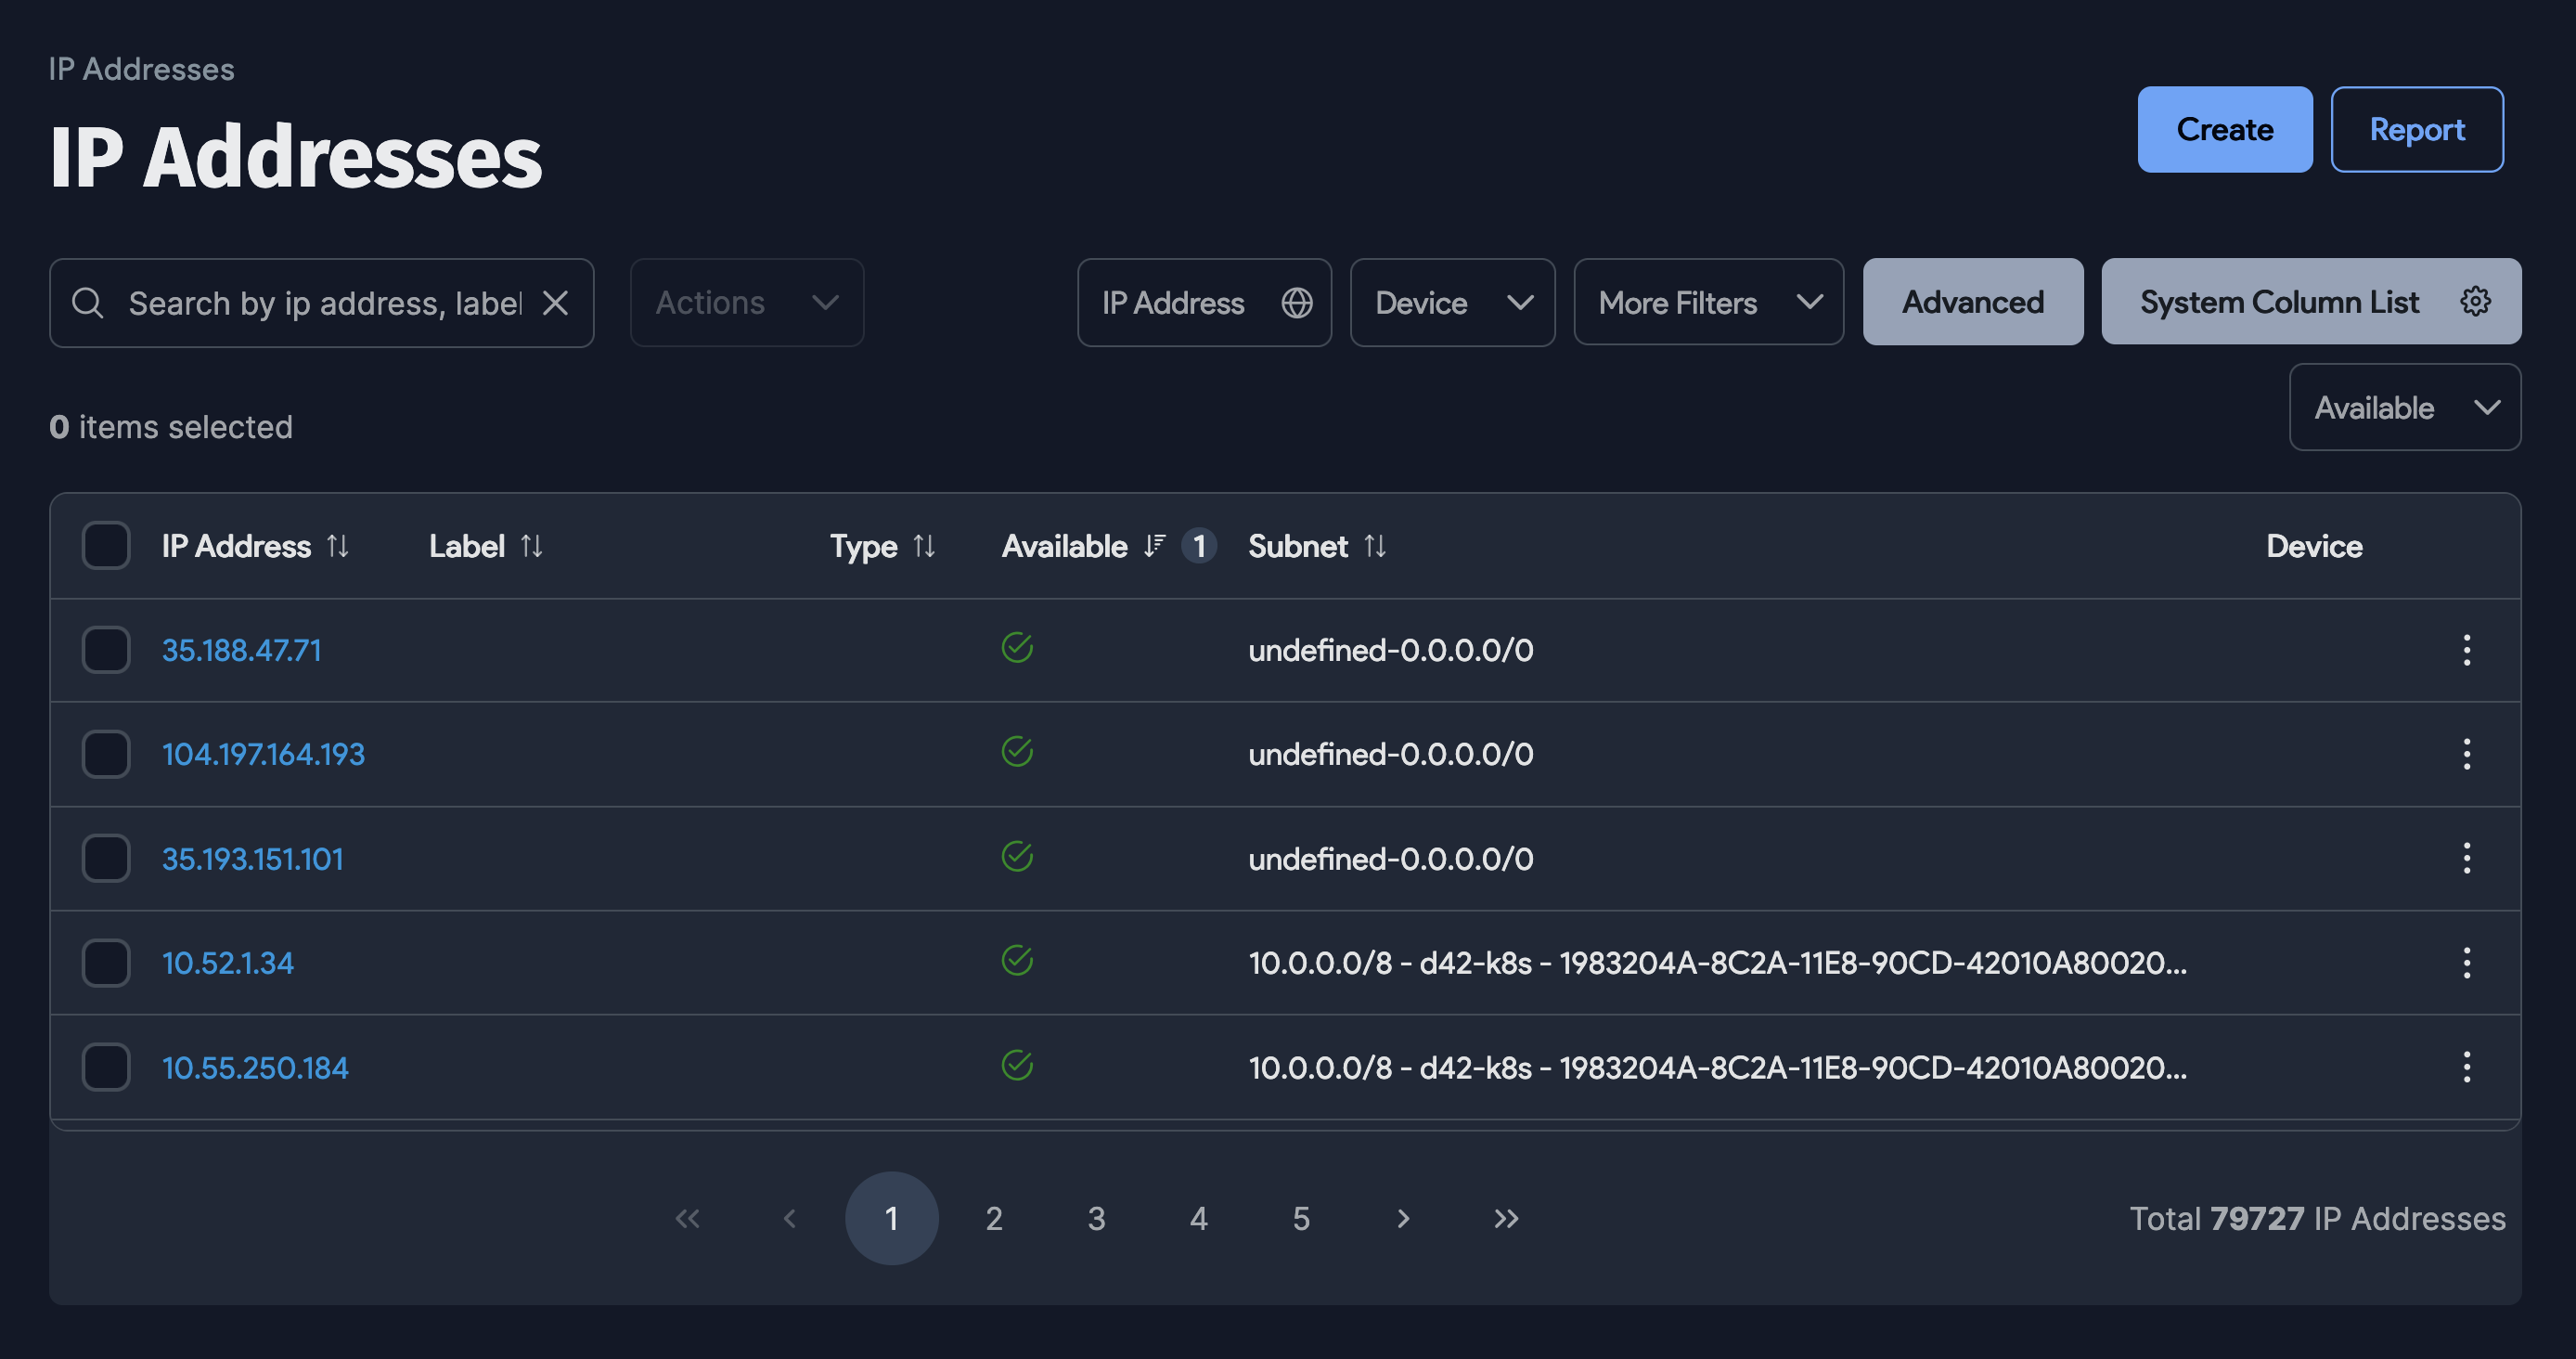 IP Addresses
IP Addresses
Create
Report
Search by ip address, label
Actions
IP Address
Device
More Filters
Advanced
System Column List
0 items selected
Available
IP Address Label Type Available 1 Subnet Device
35.188.47.71 undefined-0.0.0.0/0
104.197.164.193 undefined-0.0.0.0/0
35.193.151.101 undefined-0.0.0.0/0
10.52.1.34 10.0.0.0/8 - d42-k8s - 1983204A-8C2A-11E8-90CD-42010A80020...
10.55.250.184 10.0.0.0/8 - d42-k8s - 1983204A-8C2A-11E8-90CD-42010A80020...
1 2 3 4 5
Total 79727 IP Addresses